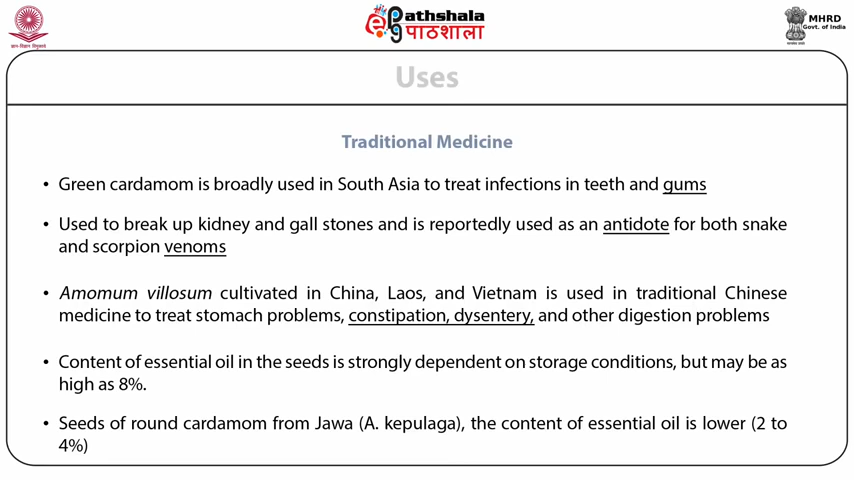 Pathshala
पाठशाला
MHRD
Govt. of India
Uses
Traditional Medicine
• Green cardamom is broadly used in South Asia to treat infections in teeth and gums
• Used to break up kidney and gall stones and is reportedly used as an antidote for both snake
and scorpion venoms
• Amomum villosum cultivated in China, Laos, and Vietnam is used in traditional Chinese
medicine to treat stomach problems, constipation, dysentery, and other digestion problems
• Content of essential oil in the seeds is strongly dependent on storage conditions, but may be as
high as 8%.
• Seeds of round cardamom from Jawa (A. kepulaga), the content of essential oil is lower (2 to
4%)